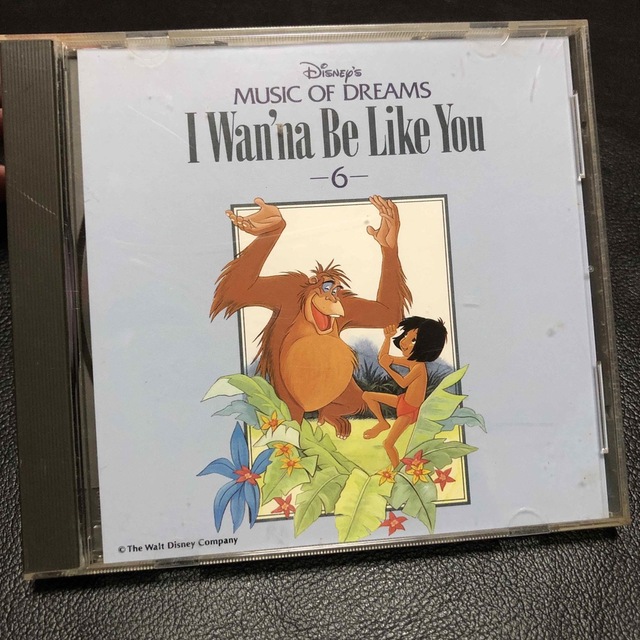 Disney's
MUSIC OF DREAMS
I Wan'na Be Like You
—6—
© The Walt Disney Company